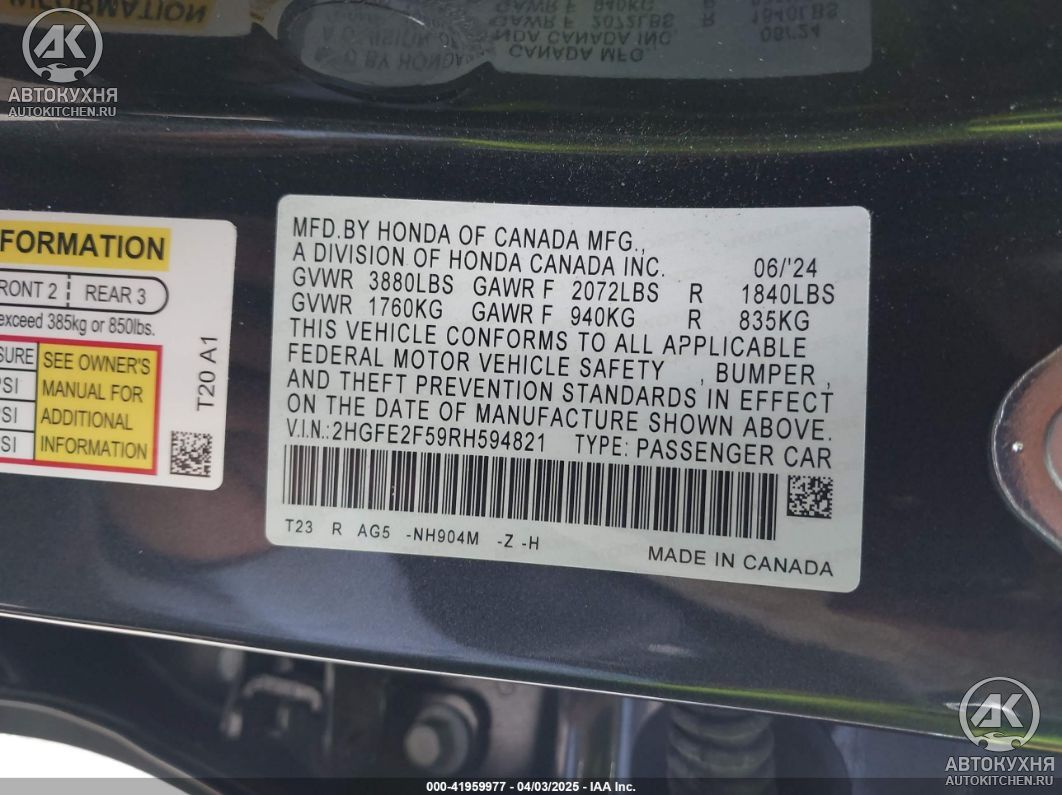 АВТОКУХНЯ
AUTOKITCHEN.RU
FORMATION
FRONT 2 REAR 3
exceed 385kg or 850lbs.
SEE OWNER'S
PSI MANUAL FOR
PSI ADDITIONAL
PSI INFORMATION
T20 A1
MFD.BY HONDA OF CANADA MFG.,
A DIVISION OF HONDA CANADA INC. 06/'24
GVWR 3880LBS GAWR F 2072LBS R 1840LBS
GVWR 1760KG GAWR F 940KG R 835KG
THIS VEHICLE CONFORMS TO ALL APPLICABLE
FEDERAL MOTOR VEHICLE SAFETY , BUMPER ,
AND THEFT PREVENTION STANDARDS IN EFFECT
ON THE DATE OF MANUFACTURE SHOWN ABOVE.
V.I.N.: 2HGFE2F59RH594821 TYPE: PASSENGER CAR
T23 R AG5 -NH904M -Z -H
MADE IN CANADA
АВТОКУХНЯ
AUTOKITCHEN.RU
000-41959977 - 04/03/2025 - IAA Inc.